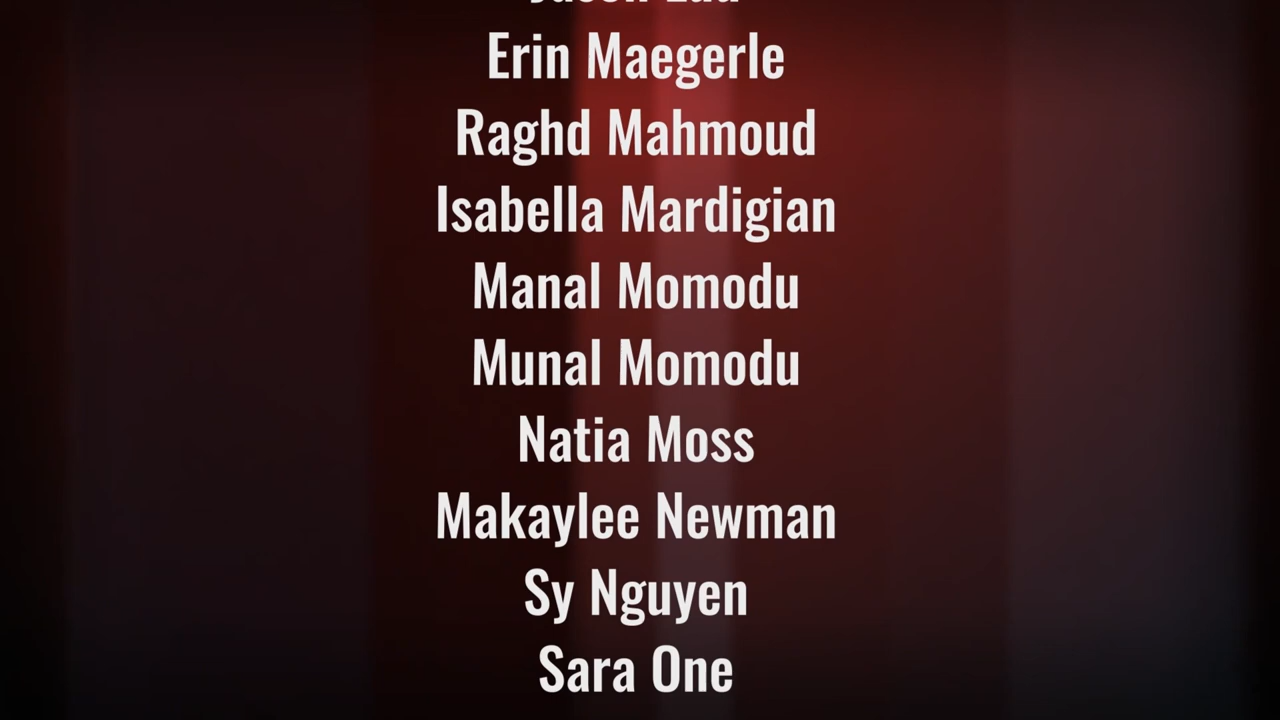 Erin Maegerle
Raghd Mahmoud
Isabella Mardigian
Manal Momodu
Munal Momodu
Natia Moss
Makaylee Newman
Sy Nguyen
Sara One